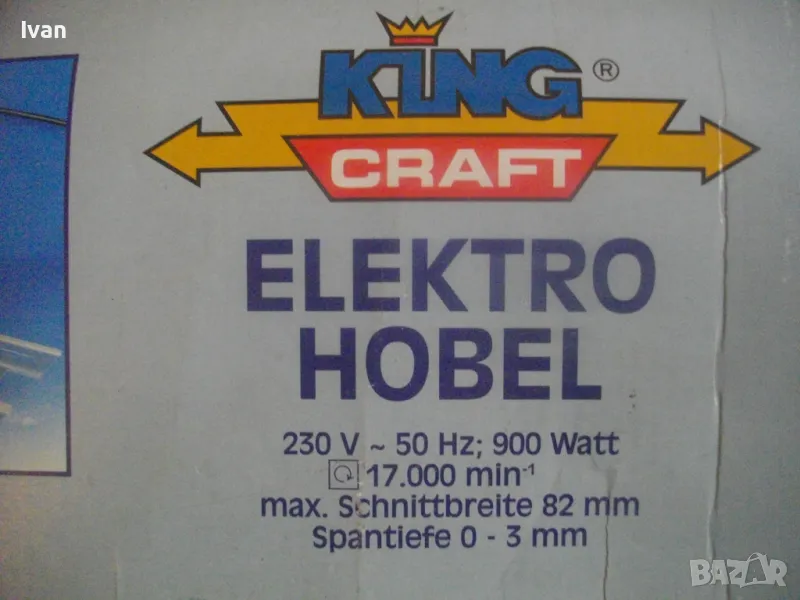 Ivan
KING ®
CRAFT
ELEKTRO
HOBEL
230 V ~ 50 Hz; 900 Watt
17.000 min⁻¹
max. Schnittbreite 82 mm
Spantiefe 0 - 3 mm
BAZAR